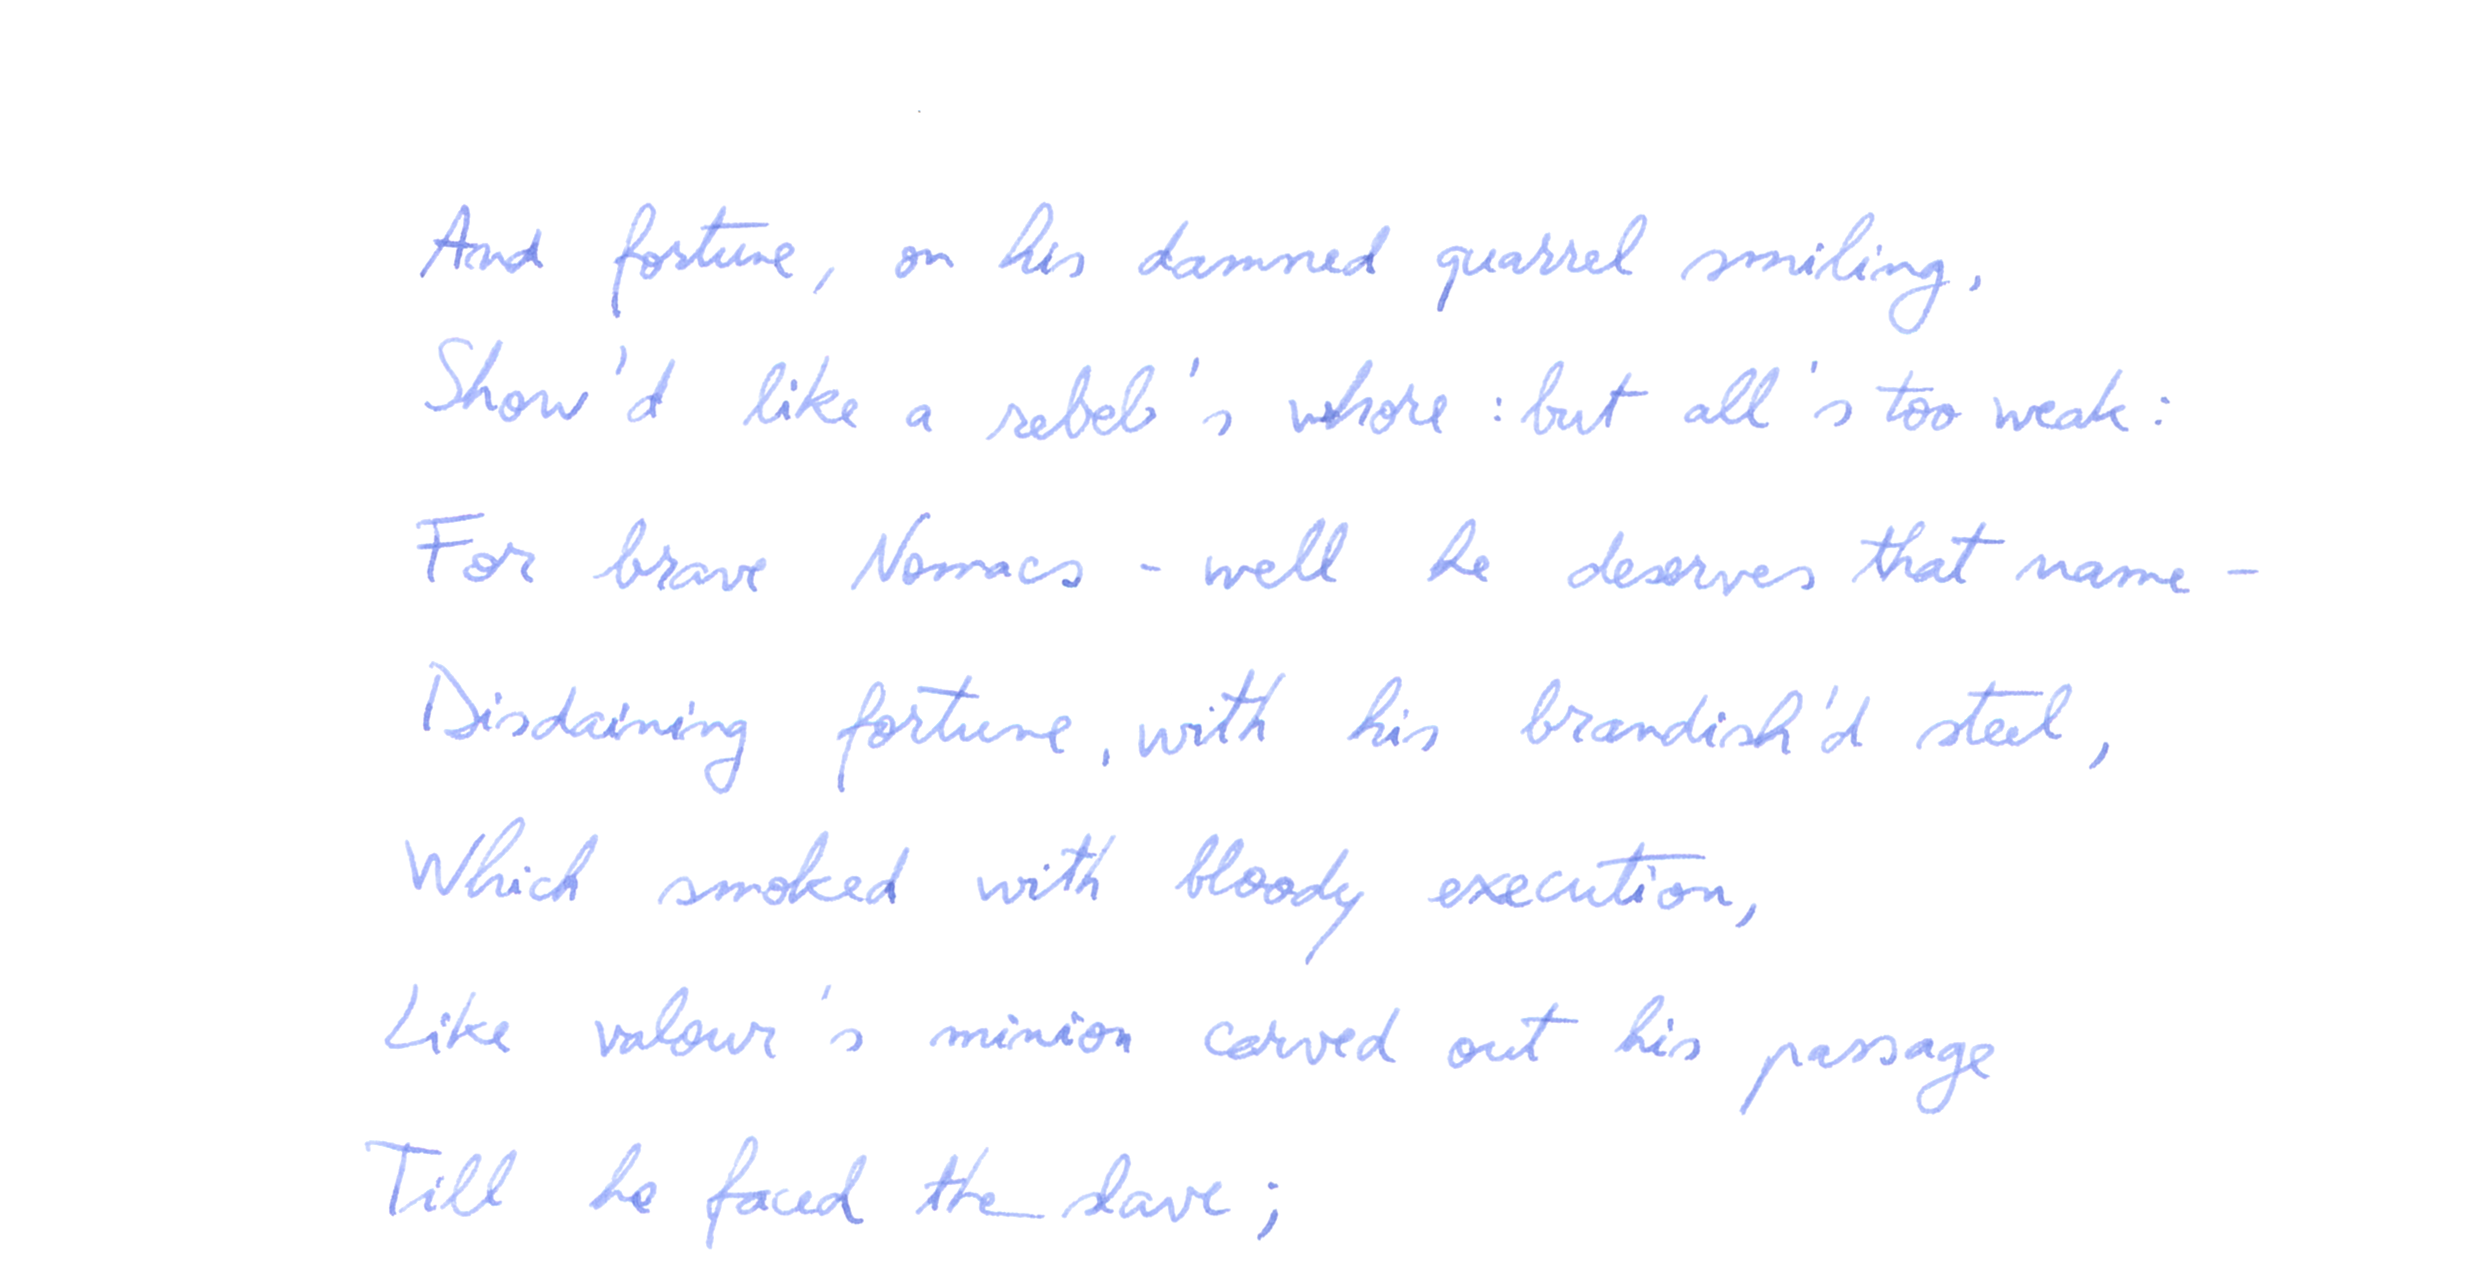 And fortune, on his damned quarrel smiling,
Show'd like a rebel's whore : but all's too weak :
For brave Nomacs - well he deserves that name -
Disdaining fortune, with his brandish'd steel,
Which smoked with bloody execution,
Like valour's minion carved out his passage
Till he faced the slave ;